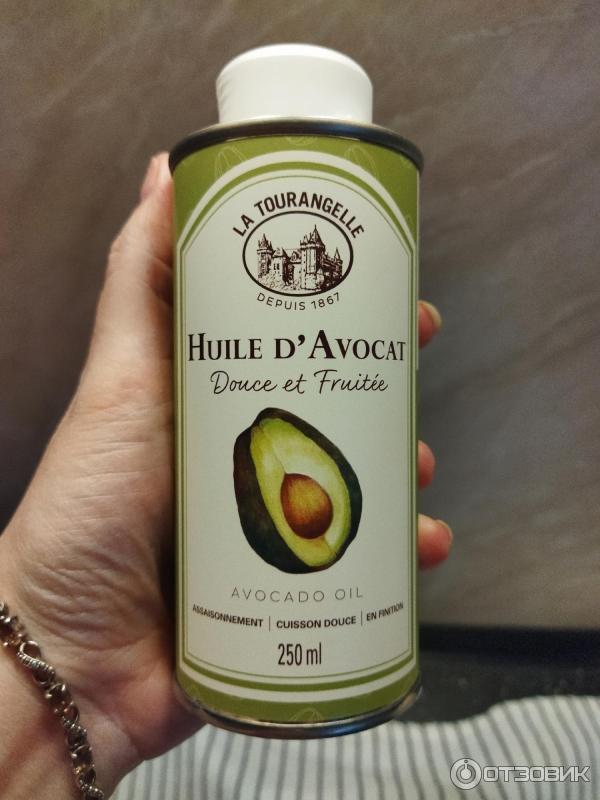 LA TOURANGELLE
DEPUIS 1867
HUILE D'AVOCAT
Douce et Fruitée
AVOCADO OIL
ASSAISONNEMENT | CUISSON DOUCE | EN FINITION
250 ml
ОТЗОВИК